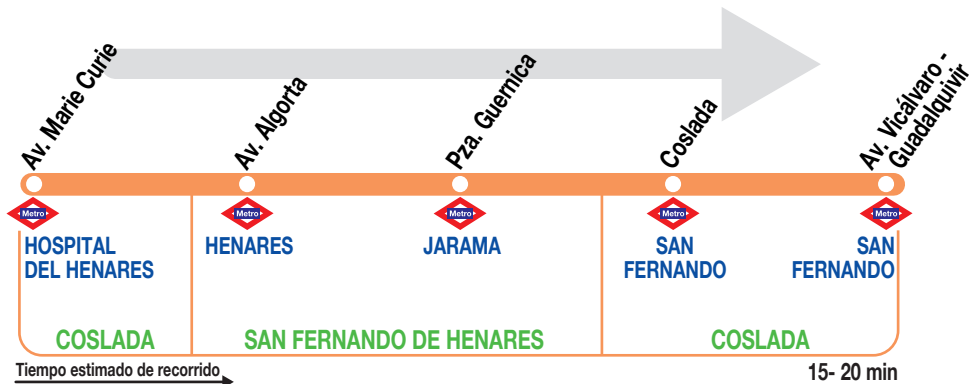 Av. Marie Curie
Av. Algorta
Pza. Guernica
Coslada
Av. Vicálvaro -
Guadalquivir
Metro
Metro
Metro
Metro
Metro
HOSPITAL
DEL HENARES
HENARES
JARAMA
SAN
FERNANDO
SAN
FERNANDO
COSLADA
SAN FERNANDO DE HENARES
COSLADA
Tiempo estimado de recorrido
15- 20 min